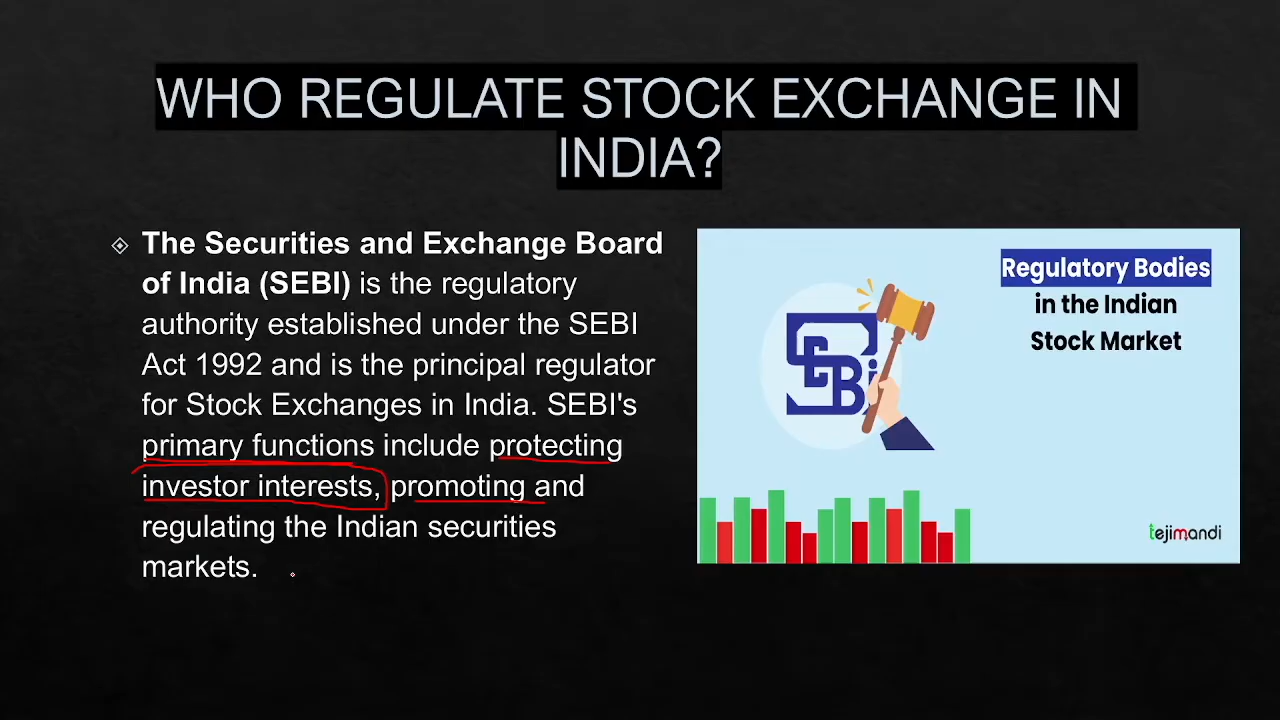 WHO REGULATE STOCK EXCHANGE IN
INDIA?
The Securities and Exchange Board
of India (SEBI) is the regulatory
authority established under the SEBI
Act 1992 and is the principal regulator
for Stock Exchanges in India. SEBI's
primary functions include protecting
investor interests, promoting and
regulating the Indian securities
markets.
Regulatory Bodies
in the Indian
Stock Market
SEBi
tejimandi